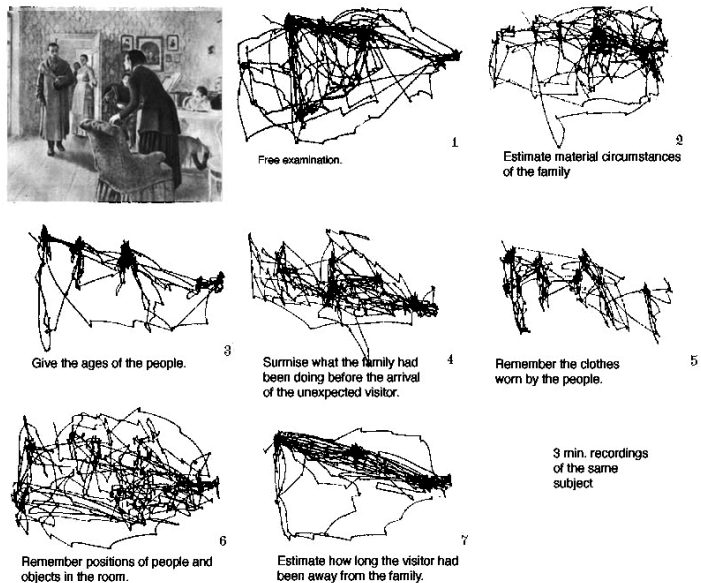 1
Free examination.
2
Estimate material circumstances
of the family
3
Give the ages of the people.
4
Surmise what the family had
been doing before the arrival
of the unexpected visitor.
5
Remember the clothes
worn by the people.
6
Remember positions of people and
objects in the room.
7
Estimate how long the visitor had
been away from the family.
3 min. recordings
of the same
subject